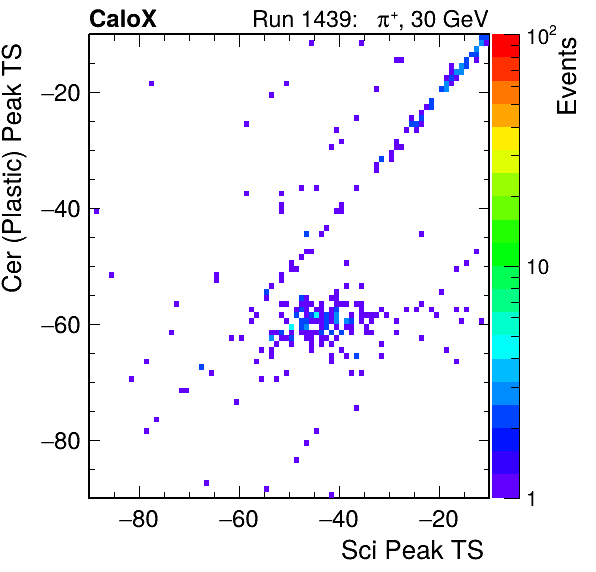 CaloX Run 1439: π⁺, 30 GeV
Cer (Plastic) Peak TS
−20
−40
−60
−80
−80 −60 −40 −20
Sci Peak TS
10²
10
1
Events